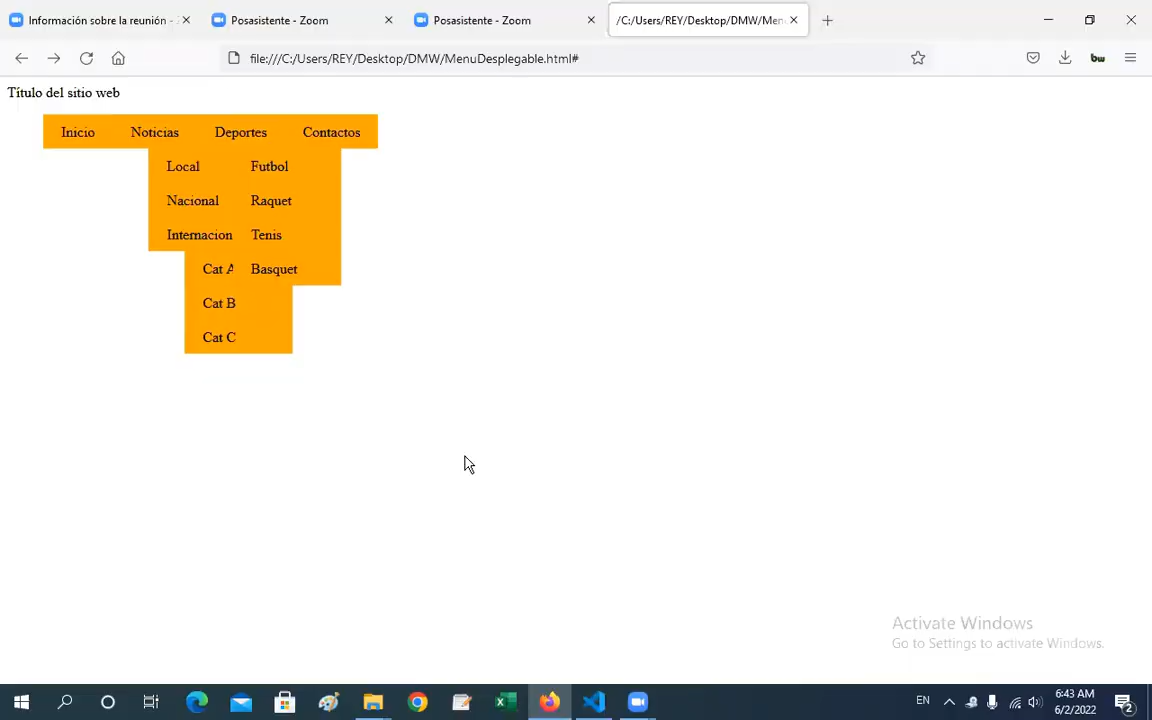 Información sobre la reunión -
Posasistente - Zoom
Posasistente - Zoom
/C:/Users/REY/Desktop/DMW/Men
file:///C:/Users/REY/Desktop/DMW/MenuDesplegable.html#
bw
Título del sitio web
Inicio Noticias Deportes Contactos
Local Futbol
Nacional Raquet
Internacion Tenis
Cat A Basquet
Cat B
Cat C
Activate Windows
Go to Settings to activate Windows.
EN 6:43 AM
6/2/2022
2